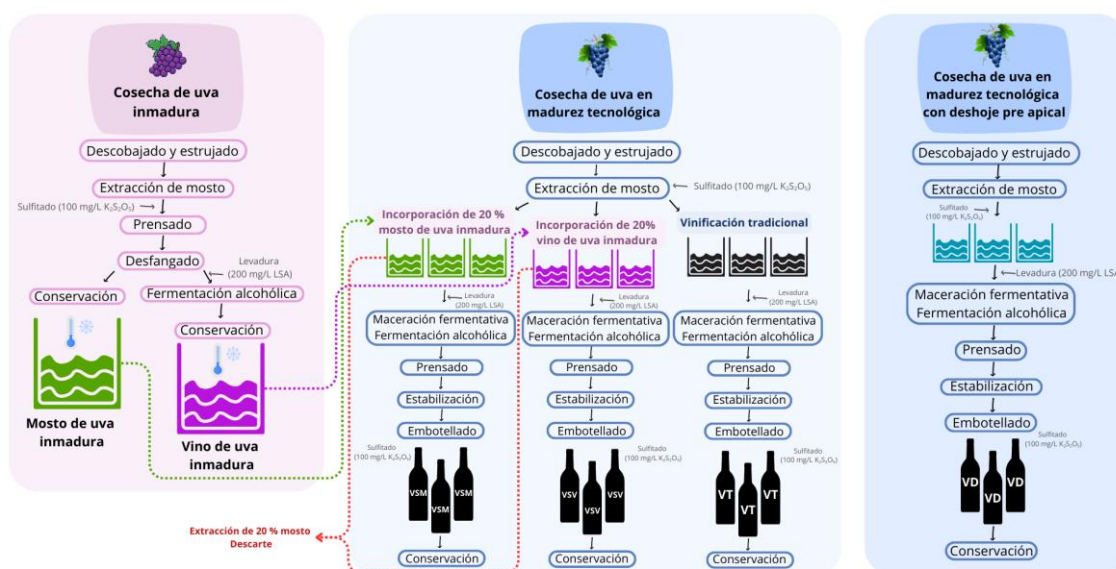 Cosecha de uva
inmadura
Descobajado y estrujado
Extracción de mosto
Sulfitado (100 mg/L K₂S₂O₅)
Prensado
Desfangado
Levadura
(200 mg/L LSA)
Conservación
Fermentación alcohólica
Conservación
Mosto de uva
inmadura
Vino de uva
inmadura
Extracción de 20 % mosto
Descarte
Cosecha de uva en
madurez tecnológica
Descobajado y estrujado
Extracción de mosto
Sulfitado (100 mg/L K₂S₂O₅)
Incorporación de 20
% mosto de uva inmadura
Incorporación de 20%
vino de uva inmadura
Vinificación tradicional
Levadura
(200 mg/L LSA)
Maceración fermentativa
Fermentación alcohólica
Prensado
Estabilización
Embotellado
Sulfitado
(100 mg/L K₂S₂O₅)
VSM
VSM
VSM
Conservación
Levadura
(200 mg/L LSA)
Maceración fermentativa
Fermentación alcohólica
Prensado
Estabilización
Embotellado
Sulfitado
(100 mg/L K₂S₂O₅)
VSV
VSV
VSV
Conservación
Levadura
(200 mg/L LSA)
Maceración fermentativa
Fermentación alcohólica
Prensado
Estabilización
Embotellado
Sulfitado
(100 mg/L K₂S₂O₅)
VT
VT
VT
Conservación
Cosecha de uva en
madurez tecnológica
con deshoje pre apical
Descobajado y estrujado
Extracción de mosto
Sulfitado
(100 mg/L K₂S₂O₅)
Levadura (200 mg/L LSA
Maceración fermentativa
Fermentación alcohólica
Prensado
Estabilización
Embotellado
Sulfitado
(100 mg/L K₂S₂O₅)
VD
VD
VD
Conservación